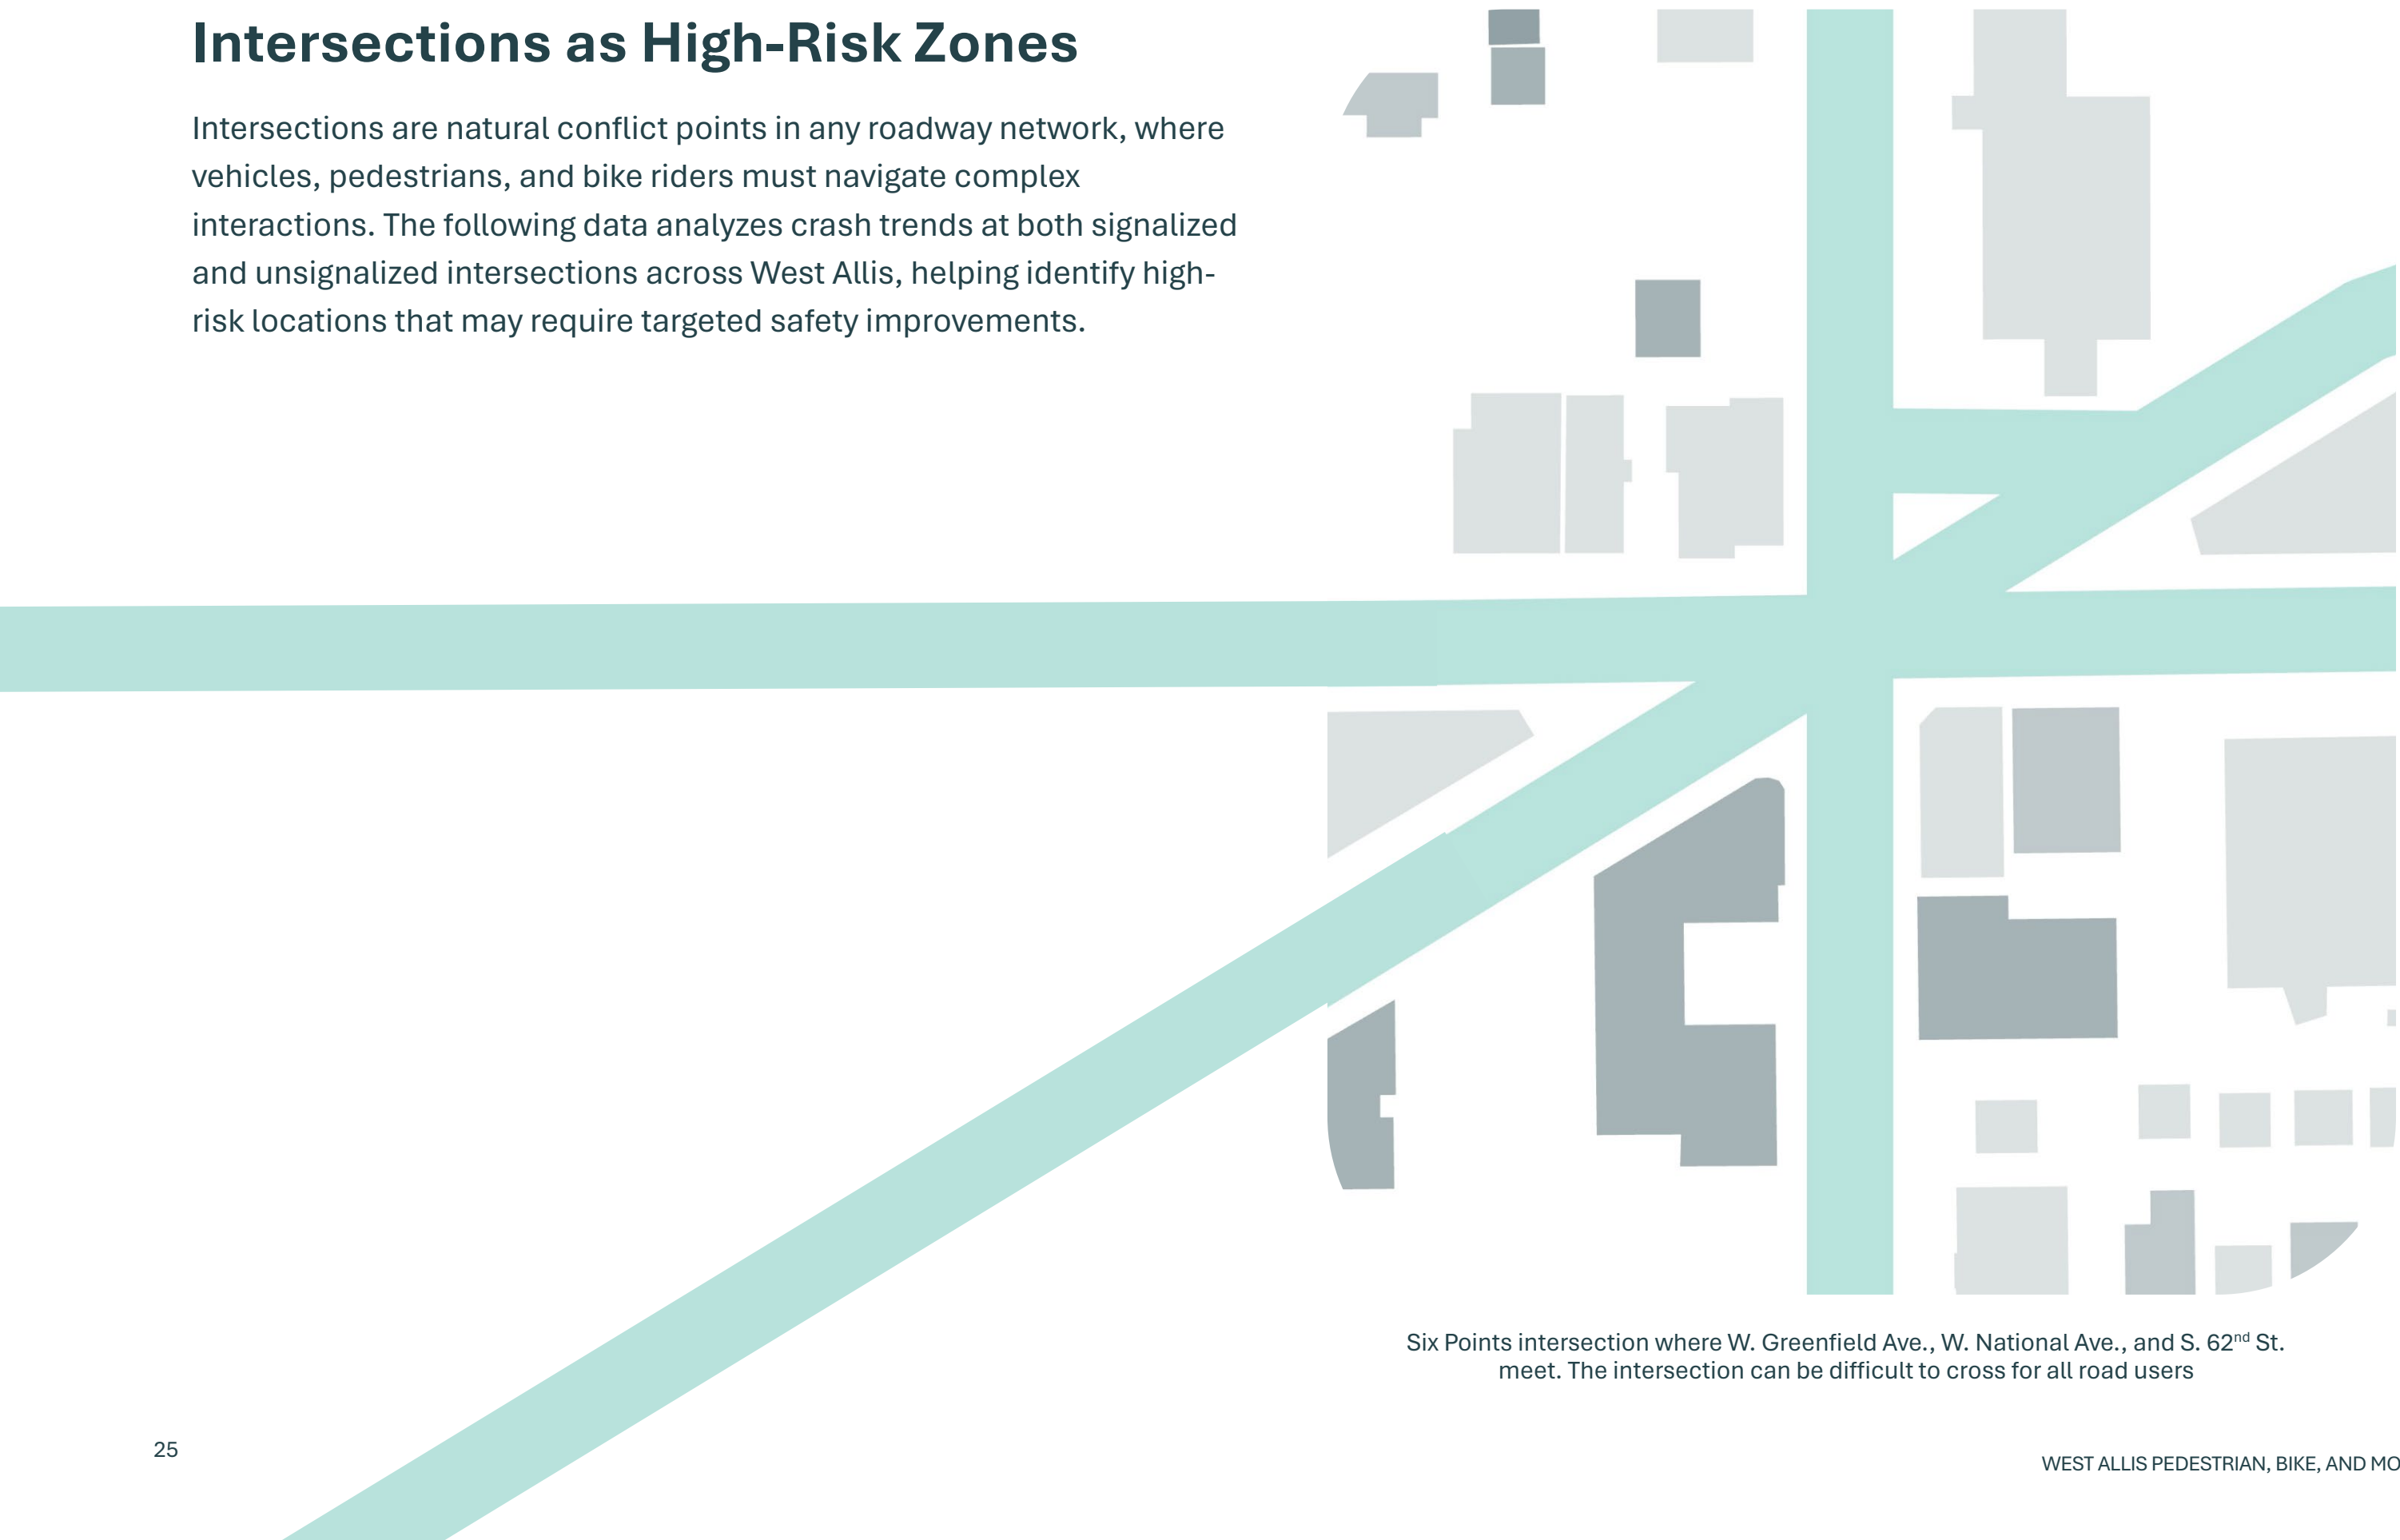 Intersections as High-Risk Zones
Intersections are natural conflict points in any roadway network, where
vehicles, pedestrians, and bike riders must navigate complex
interactions. The following data analyzes crash trends at both signalized
and unsignalized intersections across West Allis, helping identify high-
risk locations that may require targeted safety improvements.
Six Points intersection where W. Greenfield Ave., W. National Ave., and S. 62nd St.
meet. The intersection can be difficult to cross for all road users
25
WEST ALLIS PEDESTRIAN, BIKE, AND MO